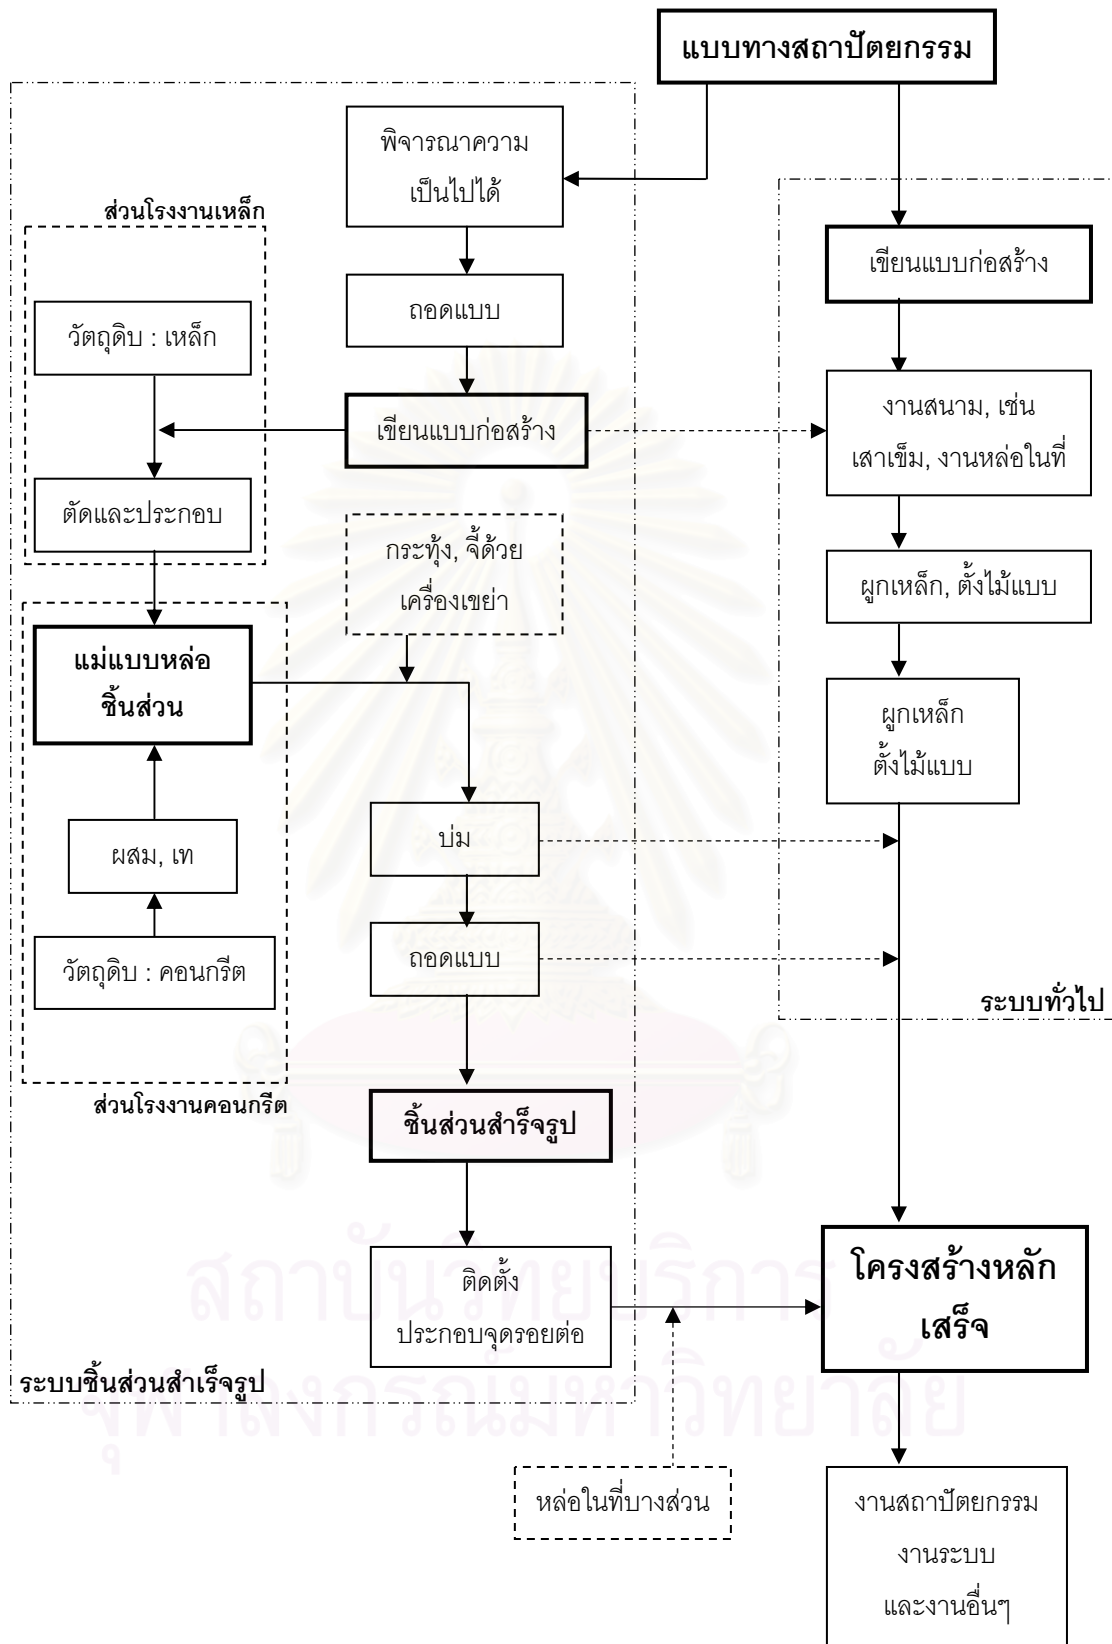 แบบทางสถาปัตยกรรม
พิจารณาความ
เป็นไปได้
ส่วนโรงงานเหล็ก
เขียนแบบก่อสร้าง
วัตถุดิบ : เหล็ก
ถอดแบบ
เขียนแบบก่อสร้าง
งานสนาม, เช่น
เสาเข็ม, งานหล่อในที่
ตัดและประกอบ
กระทุ้ง, จี้ด้วย
เครื่องเขย่า
ผูกเหล็ก, ตั้งไม้แบบ
แม่แบบหล่อ
ชิ้นส่วน
ผูกเหล็ก
ตั้งไม้แบบ
ผสม, เท
บ่ม
วัตถุดิบ : คอนกรีต
ถอดแบบ
ระบบทั่วไป
ส่วนโรงงานคอนกรีต
ชิ้นส่วนสำเร็จรูป
โครงสร้างหลัก
เสร็จ
ติดตั้ง
ประกอบจุดรอยต่อ
ระบบชิ้นส่วนสำเร็จรูป
หล่อในที่บางส่วน
งานสถาปัตยกรรม
งานระบบ
และงานอื่นๆ
สถาบันวิทยบริการ
จุฬาลงกรณ์มหาวิทยาลัย